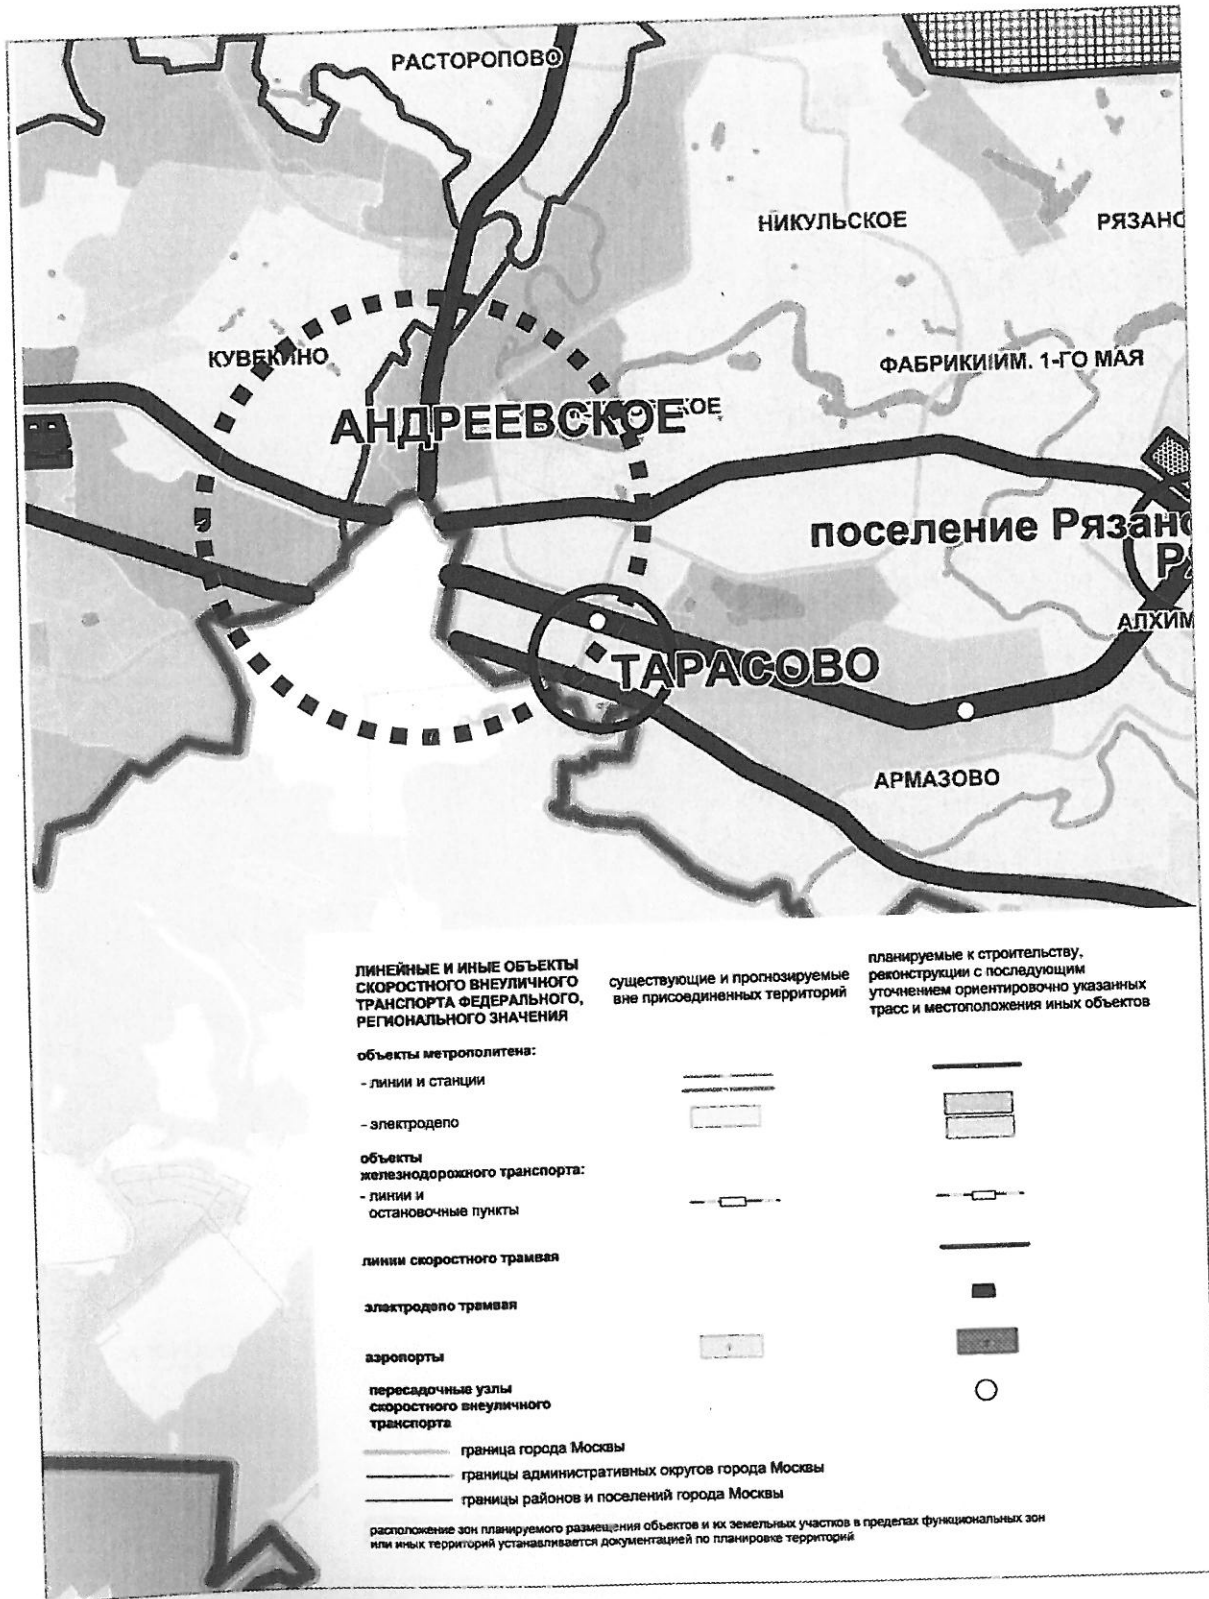 РАСТОРОПОВО
НИКУЛЬСКОЕ
РЯЗАНО
КУВЕКИНО
ФАБРИКИ ИМ. 1-ГО МАЯ
АНДРЕЕВСКОЕ
поселение Рязано
АЛХИМ
ТАРАСОВО
АРМАЗОВО
ЛИНЕЙНЫЕ И ИНЫЕ ОБЪЕКТЫ
СКОРОСТНОГО ВНЕУЛИЧНОГО
ТРАНСПОРТА ФЕДЕРАЛЬНОГО,
РЕГИОНАЛЬНОГО ЗНАЧЕНИЯ
существующие и прогнозируемые
вне присоединенных территорий
планируемые к строительству,
реконструкции с последующим
уточнением ориентировочно указанных
трасс и местоположения иных объектов
объекты метрополитена:
- линии и станции
- электродепо
объекты
железнодорожного транспорта:
- линии и
остановочные пункты
линии скоростного трамвая
электродепо трамвая
аэропорты
пересадочные узлы
скоростного внеуличного
транспорта
граница города Москвы
границы административных округов города Москвы
границы районов и поселений города Москвы
расположение зон планируемого размещения объектов и их земельных участков в пределах функциональных зон
или иных территорий устанавливается документацией по планировке территорий